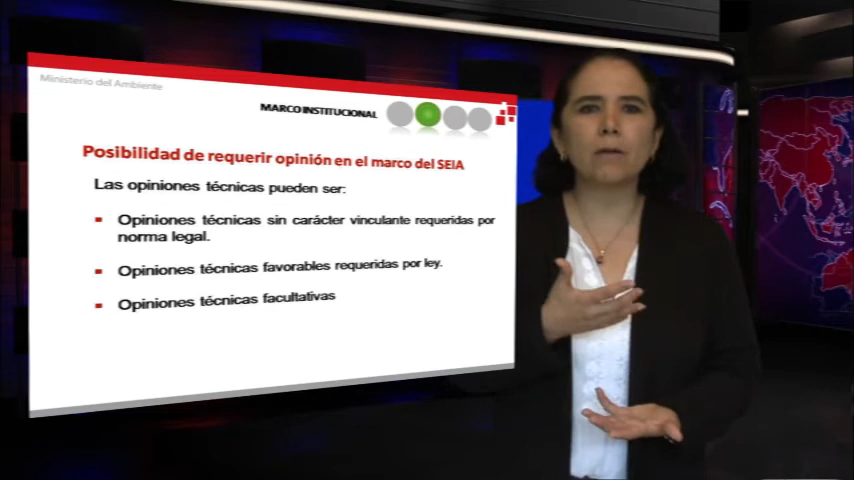 Ministerio del Ambiente
MARCO INSTITUCIONAL
Posibilidad de requerir opinión en el marco del SEIA
Las opiniones técnicas pueden ser:
Opiniones técnicas sin carácter vinculante requeridas por
norma legal.
Opiniones técnicas favorables requeridas por ley.
Opiniones técnicas facultativas